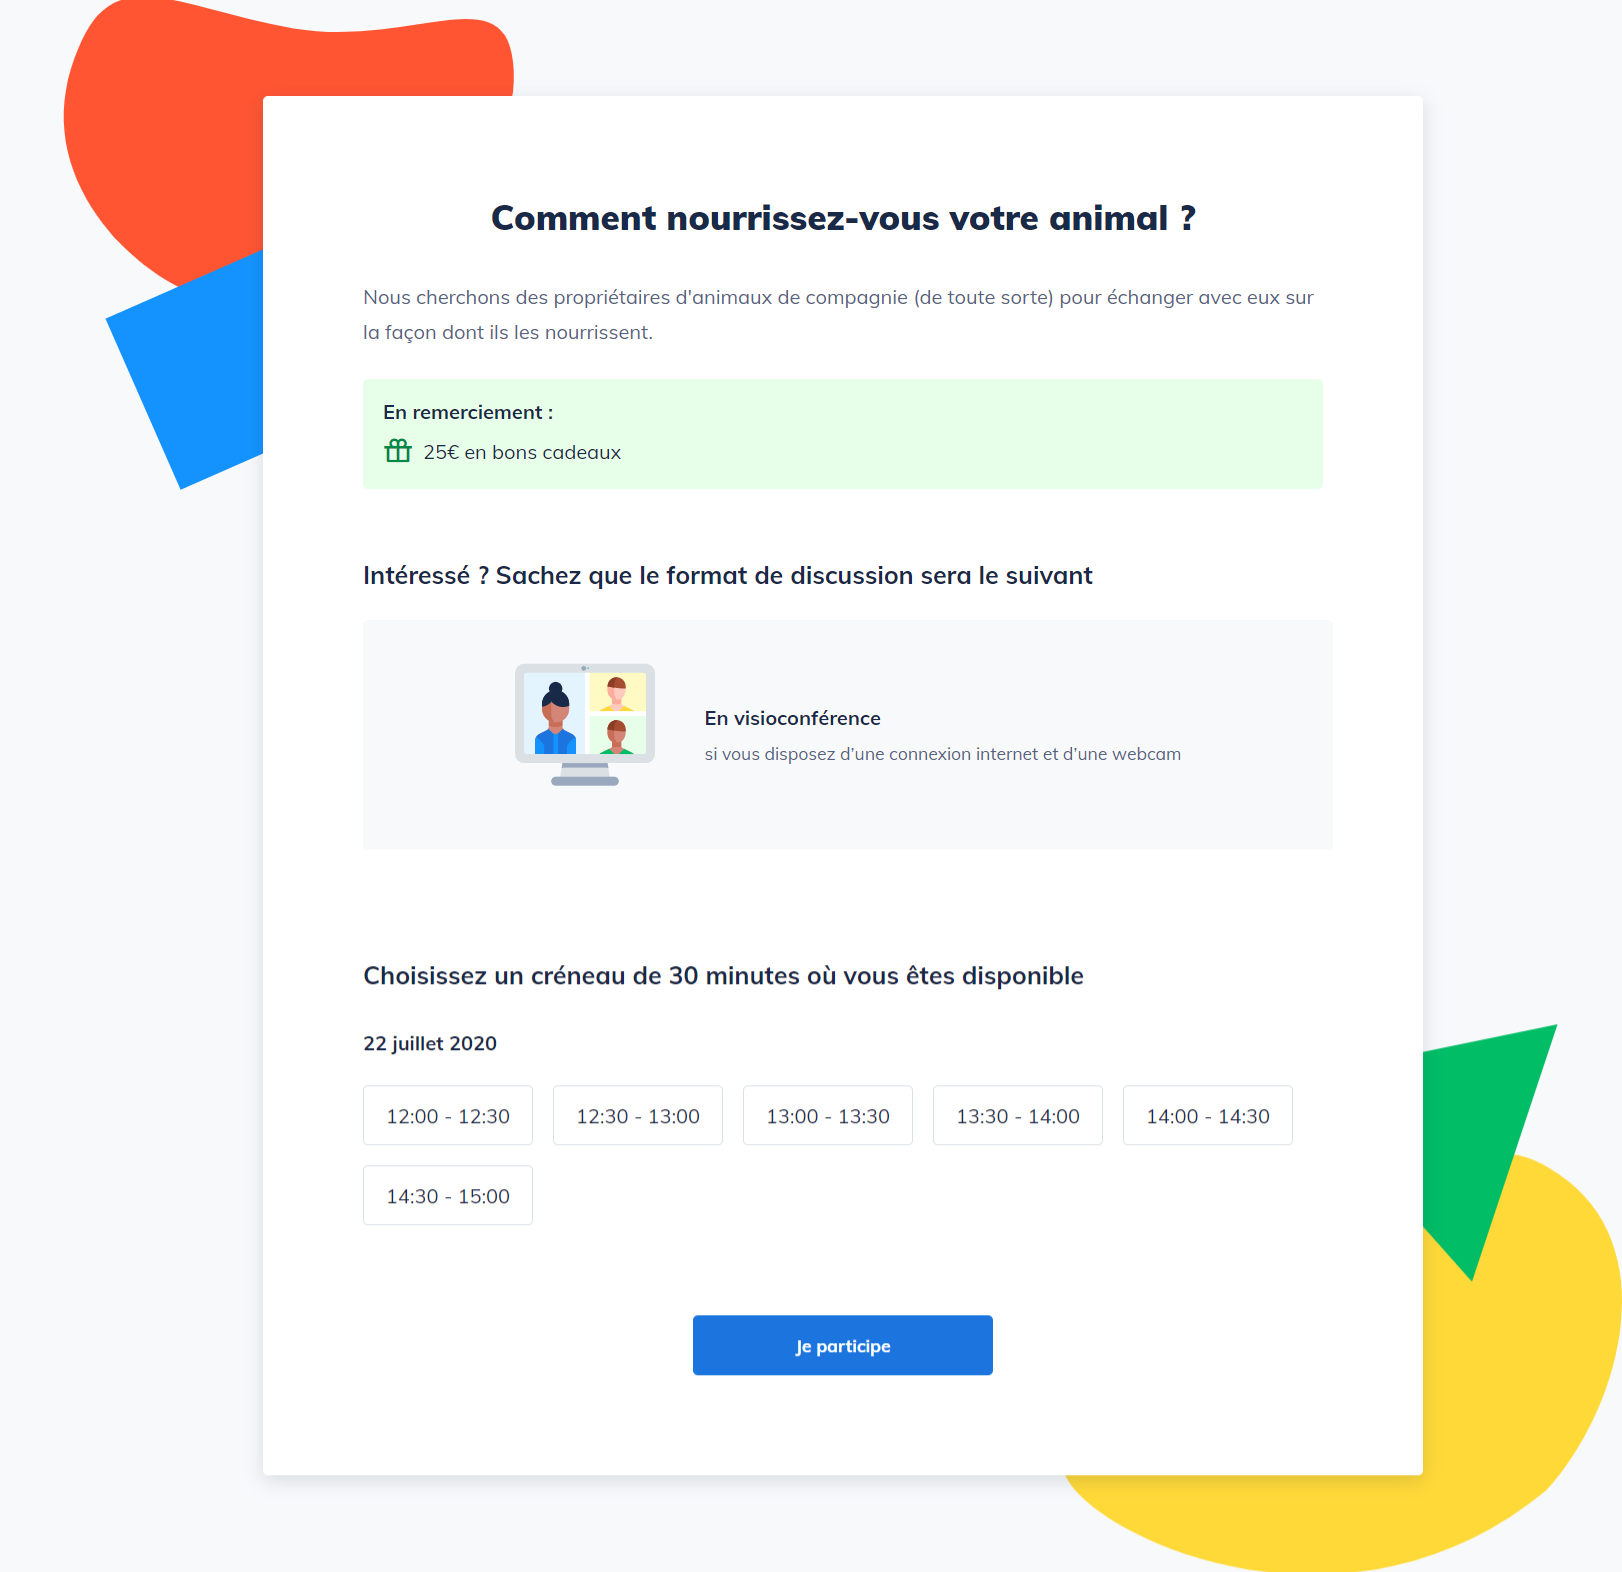 Comment nourrissez-vous votre animal ?
Nous cherchons des propriétaires d'animaux de compagnie (de toute sorte) pour échanger avec eux sur
la façon dont ils les nourrissent.
En remerciement :
25€ en bons cadeaux
Intéressé ? Sachez que le format de discussion sera le suivant
En visioconférence
si vous disposez d’une connexion internet et d’une webcam
Choisissez un créneau de 30 minutes où vous êtes disponible
22 juillet 2020
12:00 - 12:30
12:30 - 13:00
13:00 - 13:30
13:30 - 14:00
14:00 - 14:30
14:30 - 15:00
Je participe